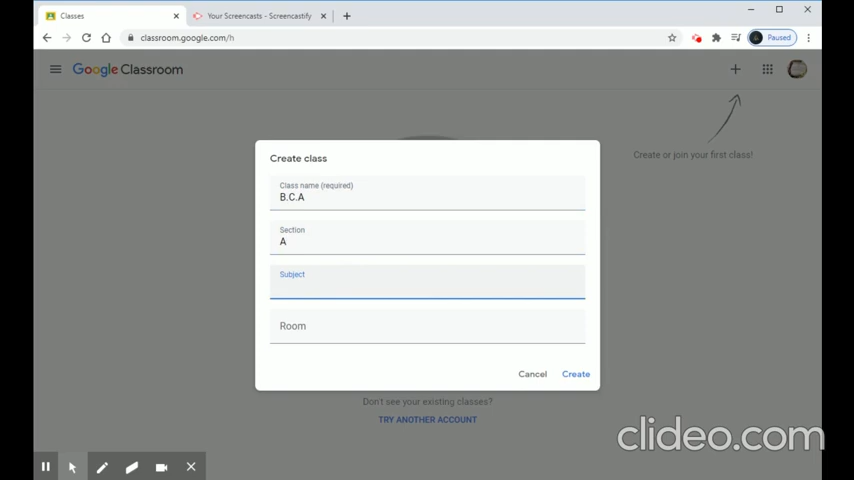 Classes
Your Screencasts - Screencastify
classroom.google.com/h
Paused
Google Classroom
Create or join your first class!
Create class
Class name (required)
B.C.A
Section
A
Subject
Room
Cancel
Create
Don't see your existing classes?
TRY ANOTHER ACCOUNT
clideo.com